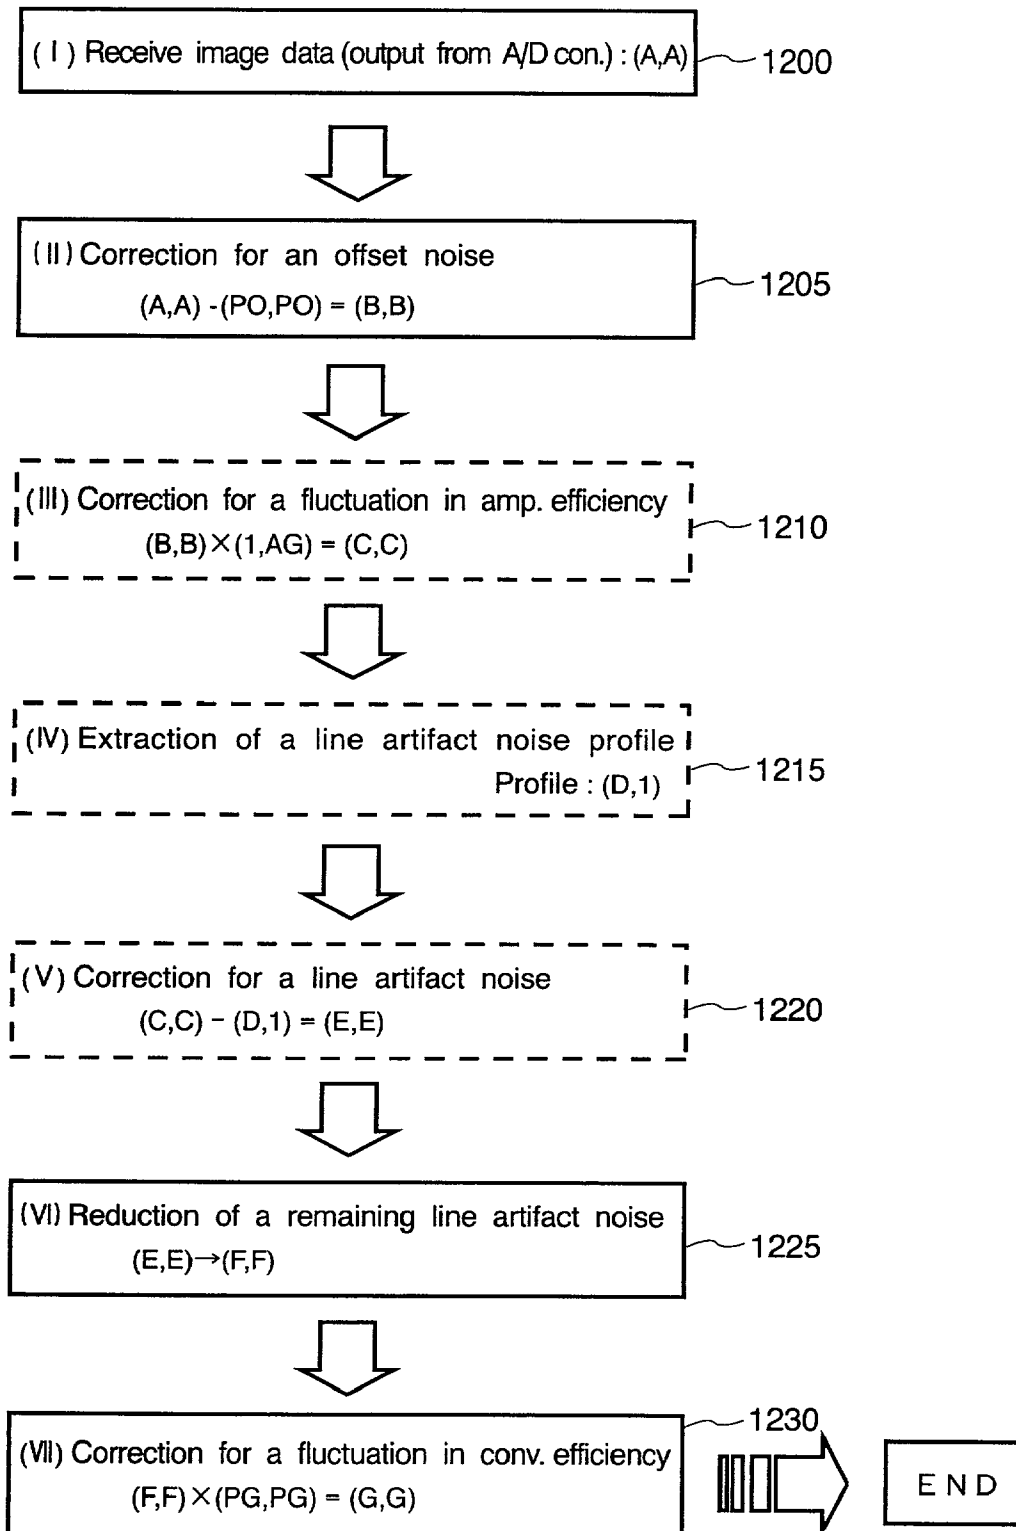 (I) Receive image data (output from A/D con.) : (A,A)
1200
(II) Correction for an offset noise
(A,A) - (PO,PO) = (B,B)
1205
(III) Correction for a fluctuation in amp. efficiency
(B,B) × (1,AG) = (C,C)
1210
(IV) Extraction of a line artifact noise profile
Profile : (D,1)
1215
(V) Correction for a line artifact noise
(C,C) − (D,1) = (E,E)
1220
(VI) Reduction of a remaining line artifact noise
(E,E)→(F,F)
1225
(VII) Correction for a fluctuation in conv. efficiency
(F,F) × (PG,PG) = (G,G)
1230
END